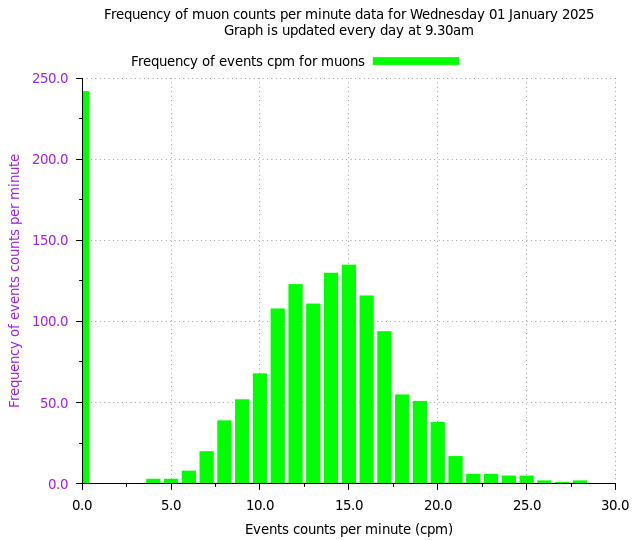 Frequency of muon counts per minute data for Wednesday 01 January 2025
Graph is updated every day at 9.30am
Frequency of events cpm for muons
250.0
200.0
150.0
100.0
50.0
0.0
Frequency of events counts per minute
0.0 5.0 10.0 15.0 20.0 25.0 30.0
Events counts per minute (cpm)